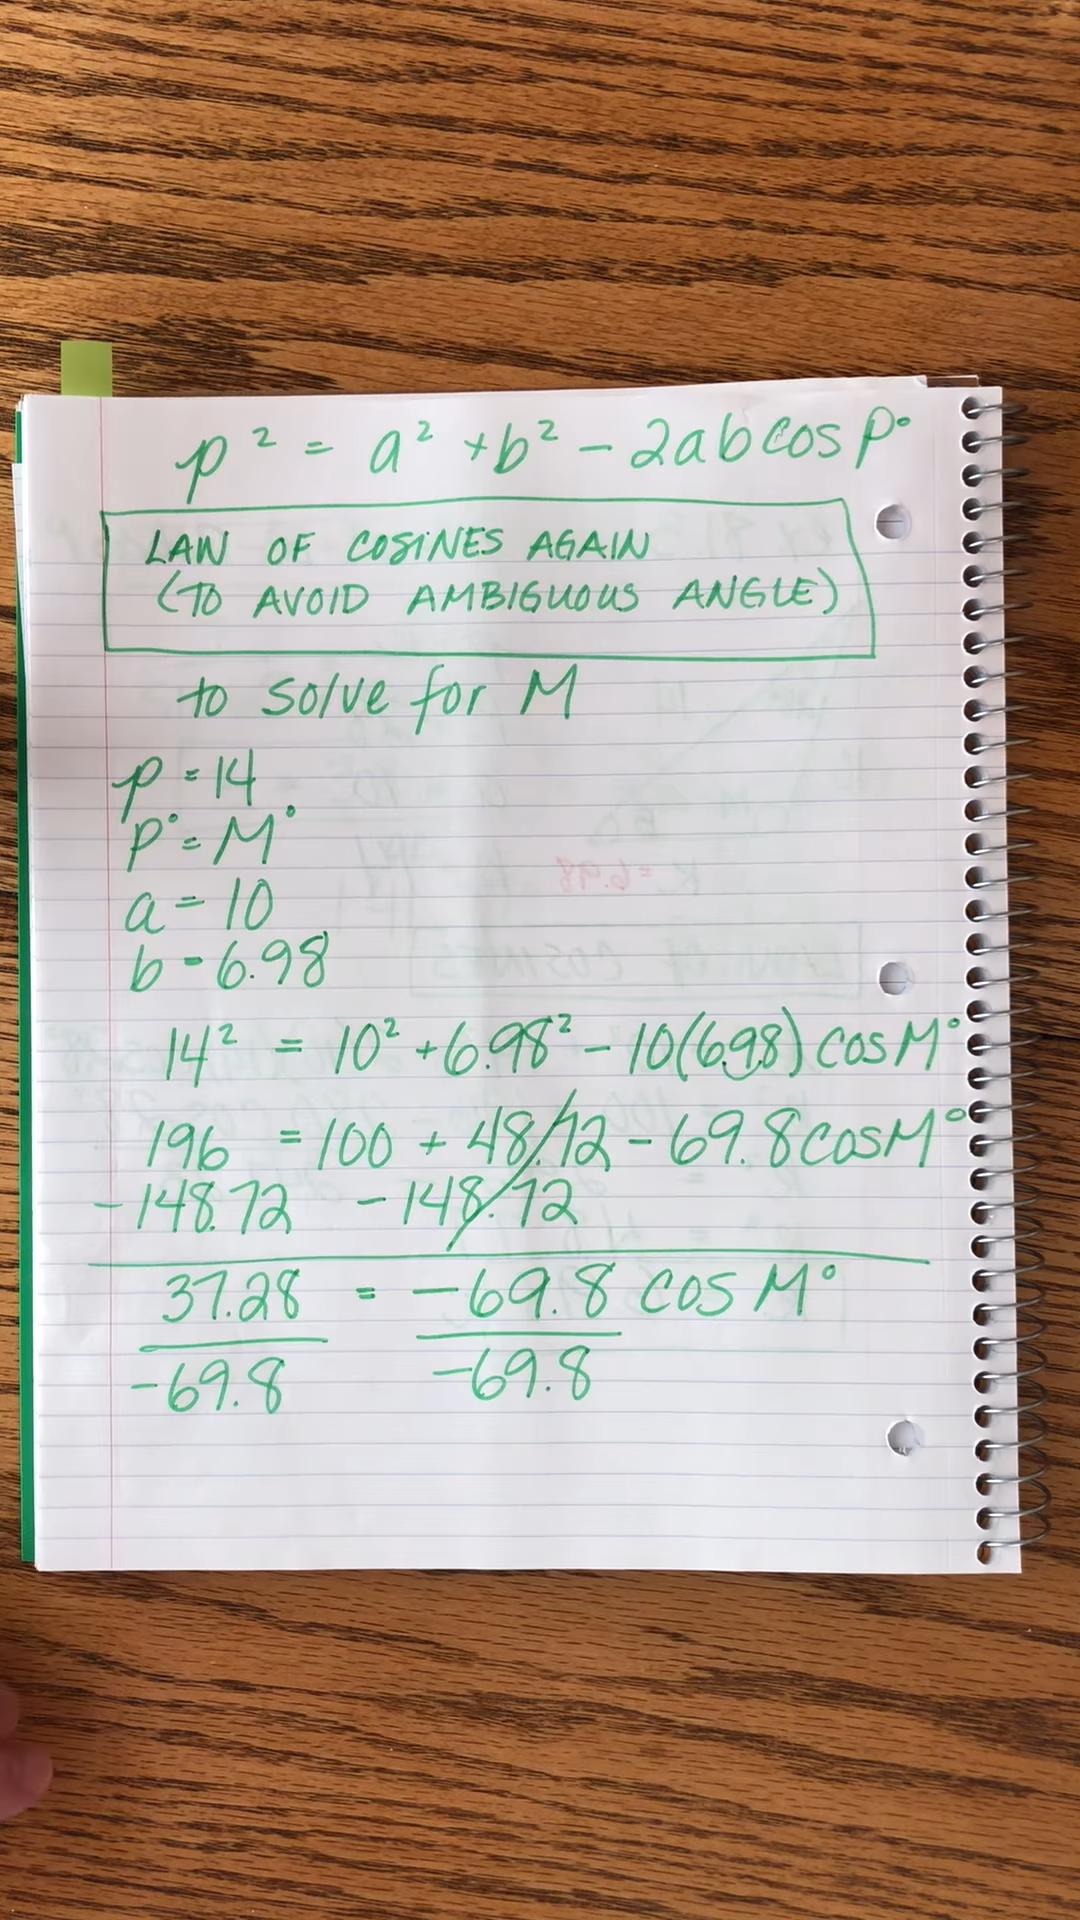 p² = a² + b² - 2ab cos P°
LAW OF COSINES AGAIN
(TO AVOID AMBIGUOUS ANGLE)
to solve for M
p = 14
P° = M°
a = 10
b = 6.98
14² = 10² + 6.98² - 10(6.98) cos M°
196 = 100 + 48.72 - 69.8 cos M°
-148.72 -148.72
37.28 = -69.8 cos M°
-69.8 -69.8